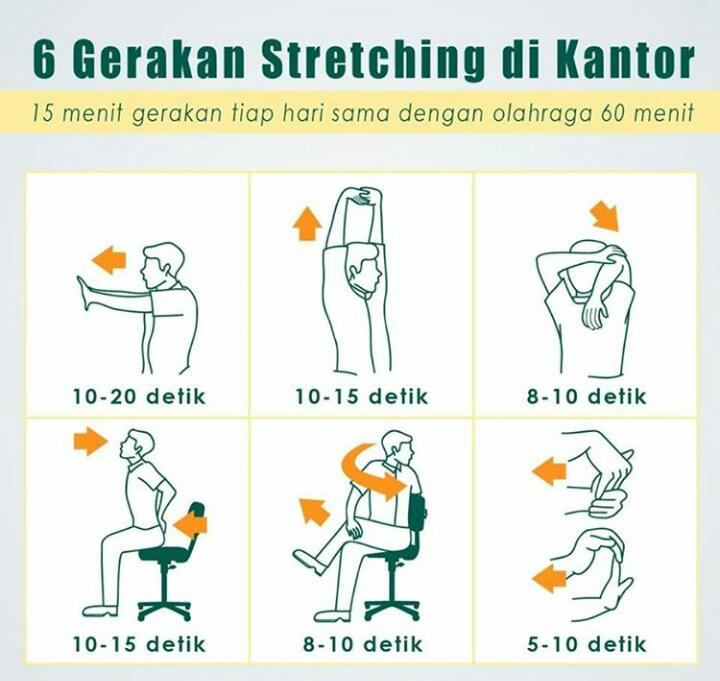 6 Gerakan Stretching di Kantor
15 menit gerakan tiap hari sama dengan olahraga 60 menit
10-20 detik
10-15 detik
8-10 detik
10-15 detik
8-10 detik
5-10 detik